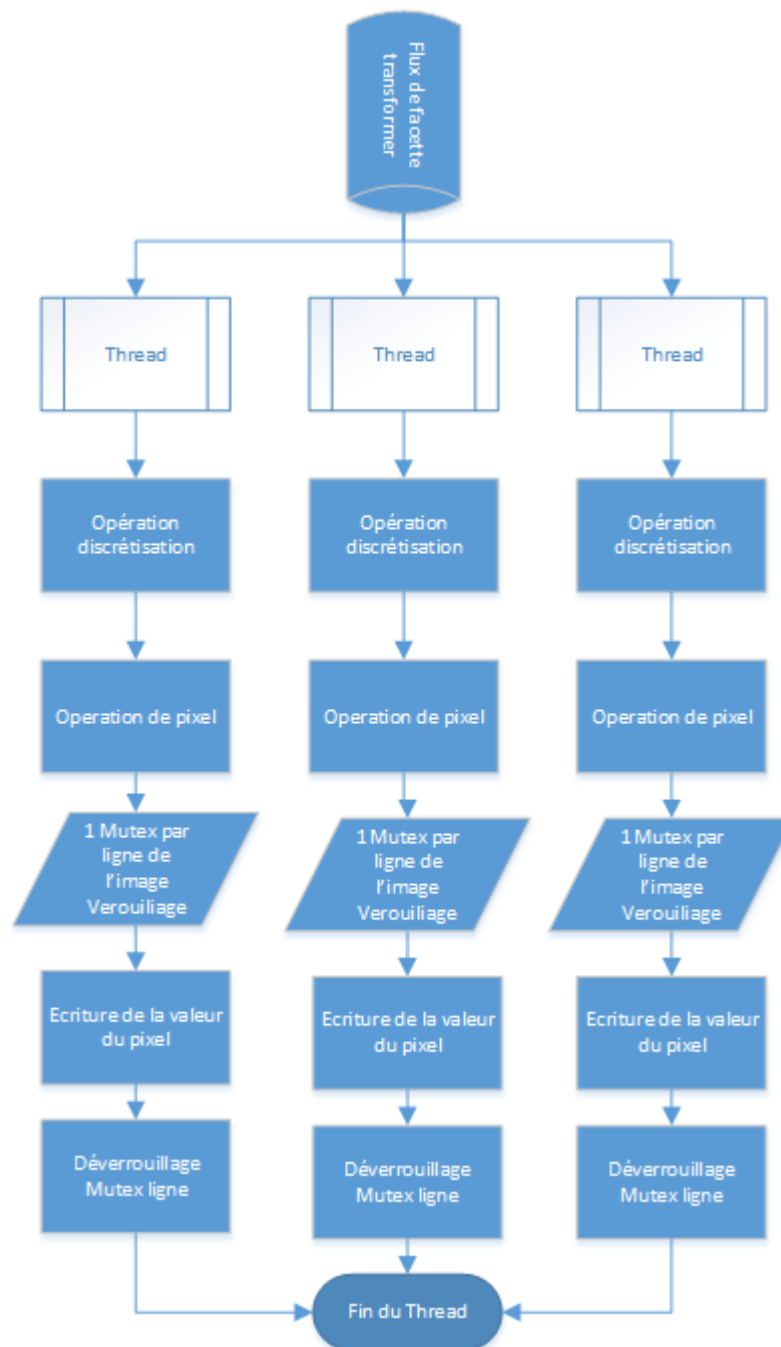 Flux de facette
transformer
Thread
Thread
Thread
Opération
discrétisation
Opération
discrétisation
Opération
discrétisation
Operation de pixel
Operation de pixel
Operation de pixel
1 Mutex par
ligne de
l’image
Verouiliage
1 Mutex par
ligne de
l’image
Verouiliage
1 Mutex par
ligne de
l’image
Verouiliage
Ecriture de la valeur
du pixel
Ecriture de la valeur
du pixel
Ecriture de la valeur
du pixel
Déverrouillage
Mutex ligne
Déverrouillage
Mutex ligne
Déverrouillage
Mutex ligne
Fin du Thread